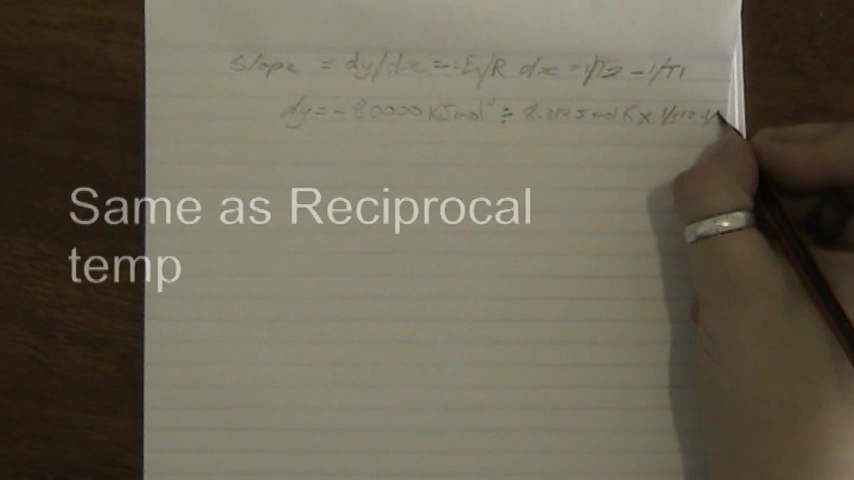 Slope = dy/dx = -Ea/R dx = 1/T2 - 1/T1
dy = - 80000 KJmol⁻¹ ÷ 8.314 J mol K x
Same as Reciprocal
temp